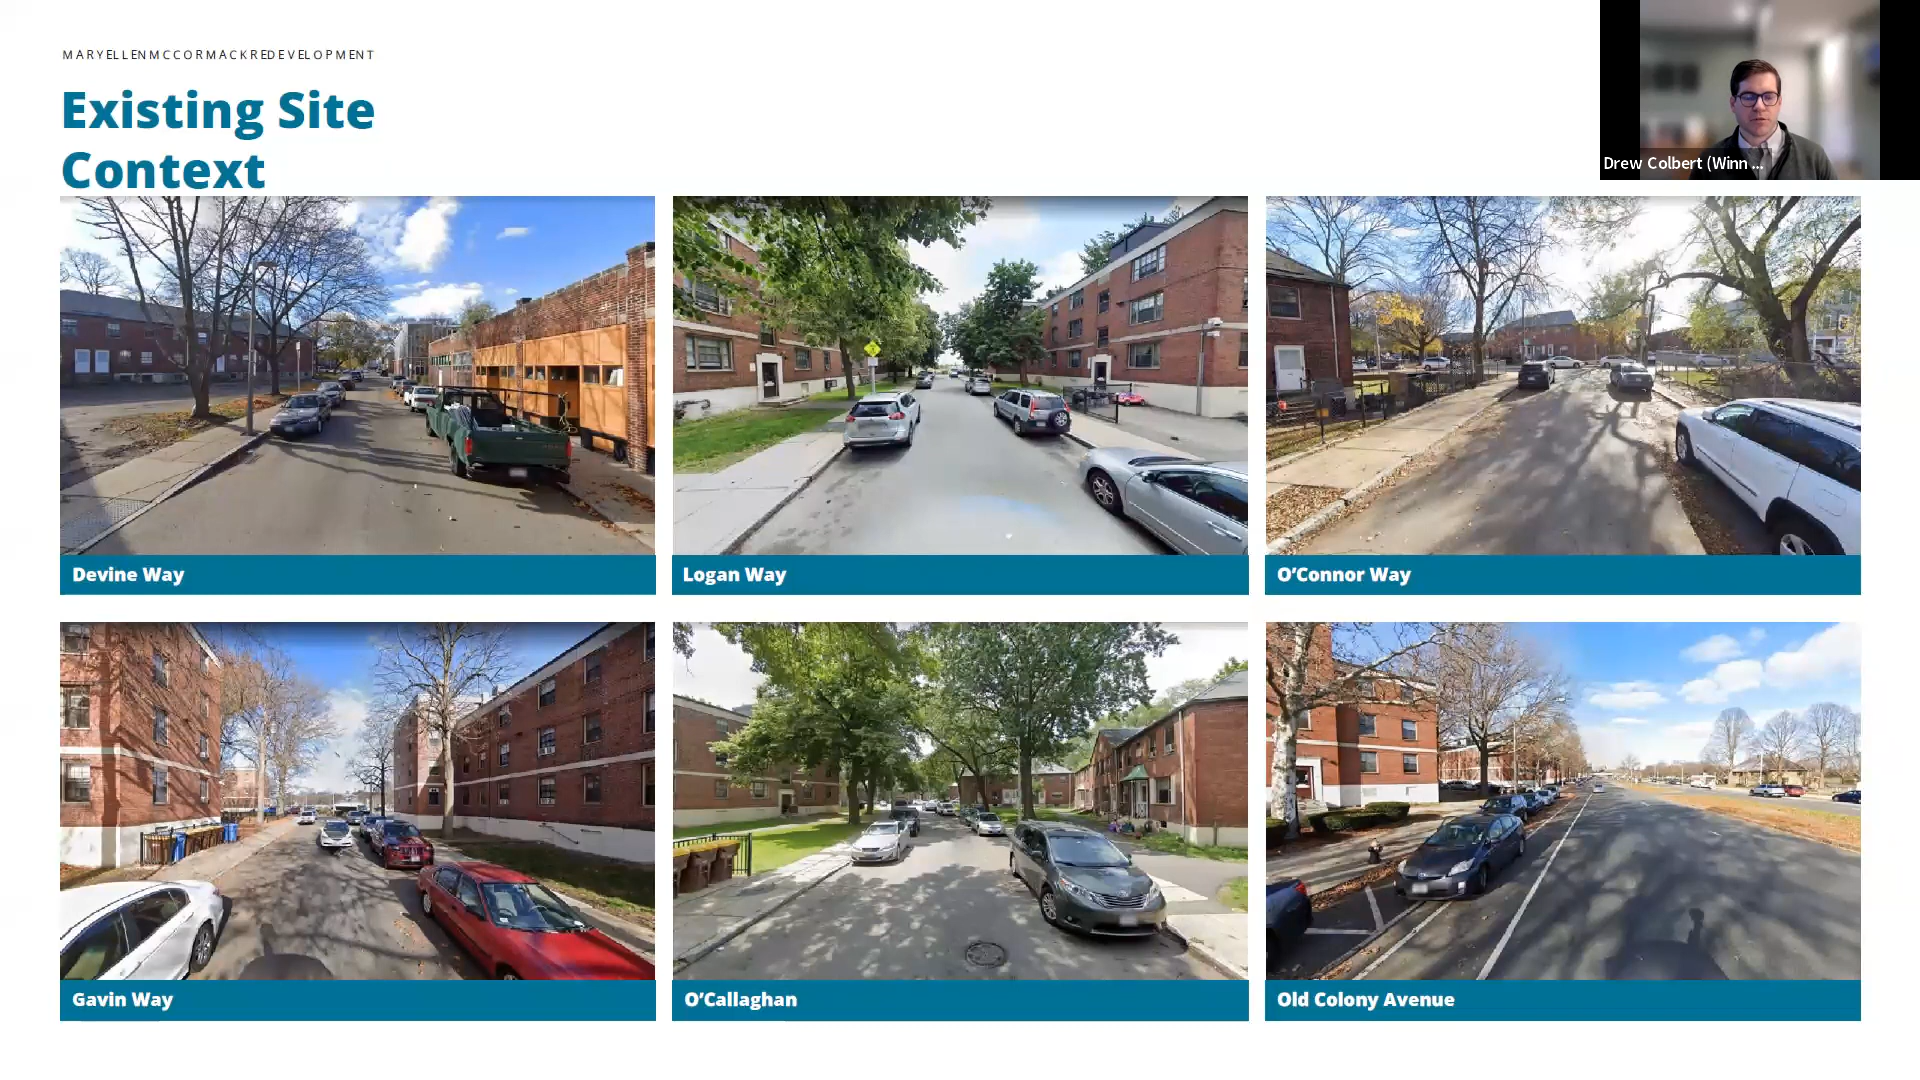 MARYELLENMCCORMACKREDEVELOPMENT
Existing Site
Context
Drew Colbert (Winn ...
Devine Way
Logan Way
O’Connor Way
Gavin Way
O’Callaghan
Old Colony Avenue